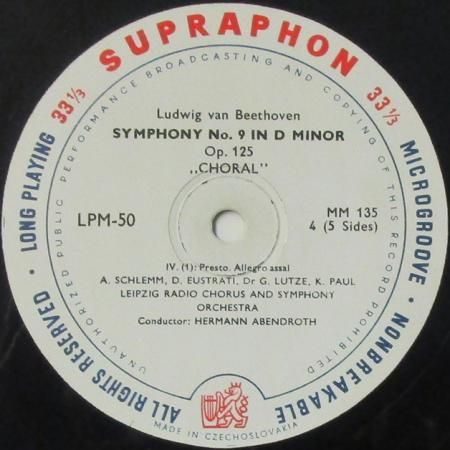 SUPRAPHON
33⅓
33⅓
LONG PLAYING
MICROGROOVE
ALL RIGHTS RESERVED
NONBREAKABLE
UNAUTHORIZED PUBLIC PERFORMANCE BROADCASTING AND COPYING OF THIS RECORD PROHIBITED
Ludwig van Beethoven
SYMPHONY No. 9 IN D MINOR
Op. 125
„CHORAL"
LPM-50
MM 135
4 (5 Sides)
IV. (1): Presto. Allegro assai
A. SCHLEMM, D. EUSTRATI, Dr G. LUTZE, K. PAUL
LEIPZIG RADIO CHORUS AND SYMPHONY
ORCHESTRA
Conductor: HERMANN ABENDROTH
MADE IN CZECHOSLOVAKIA